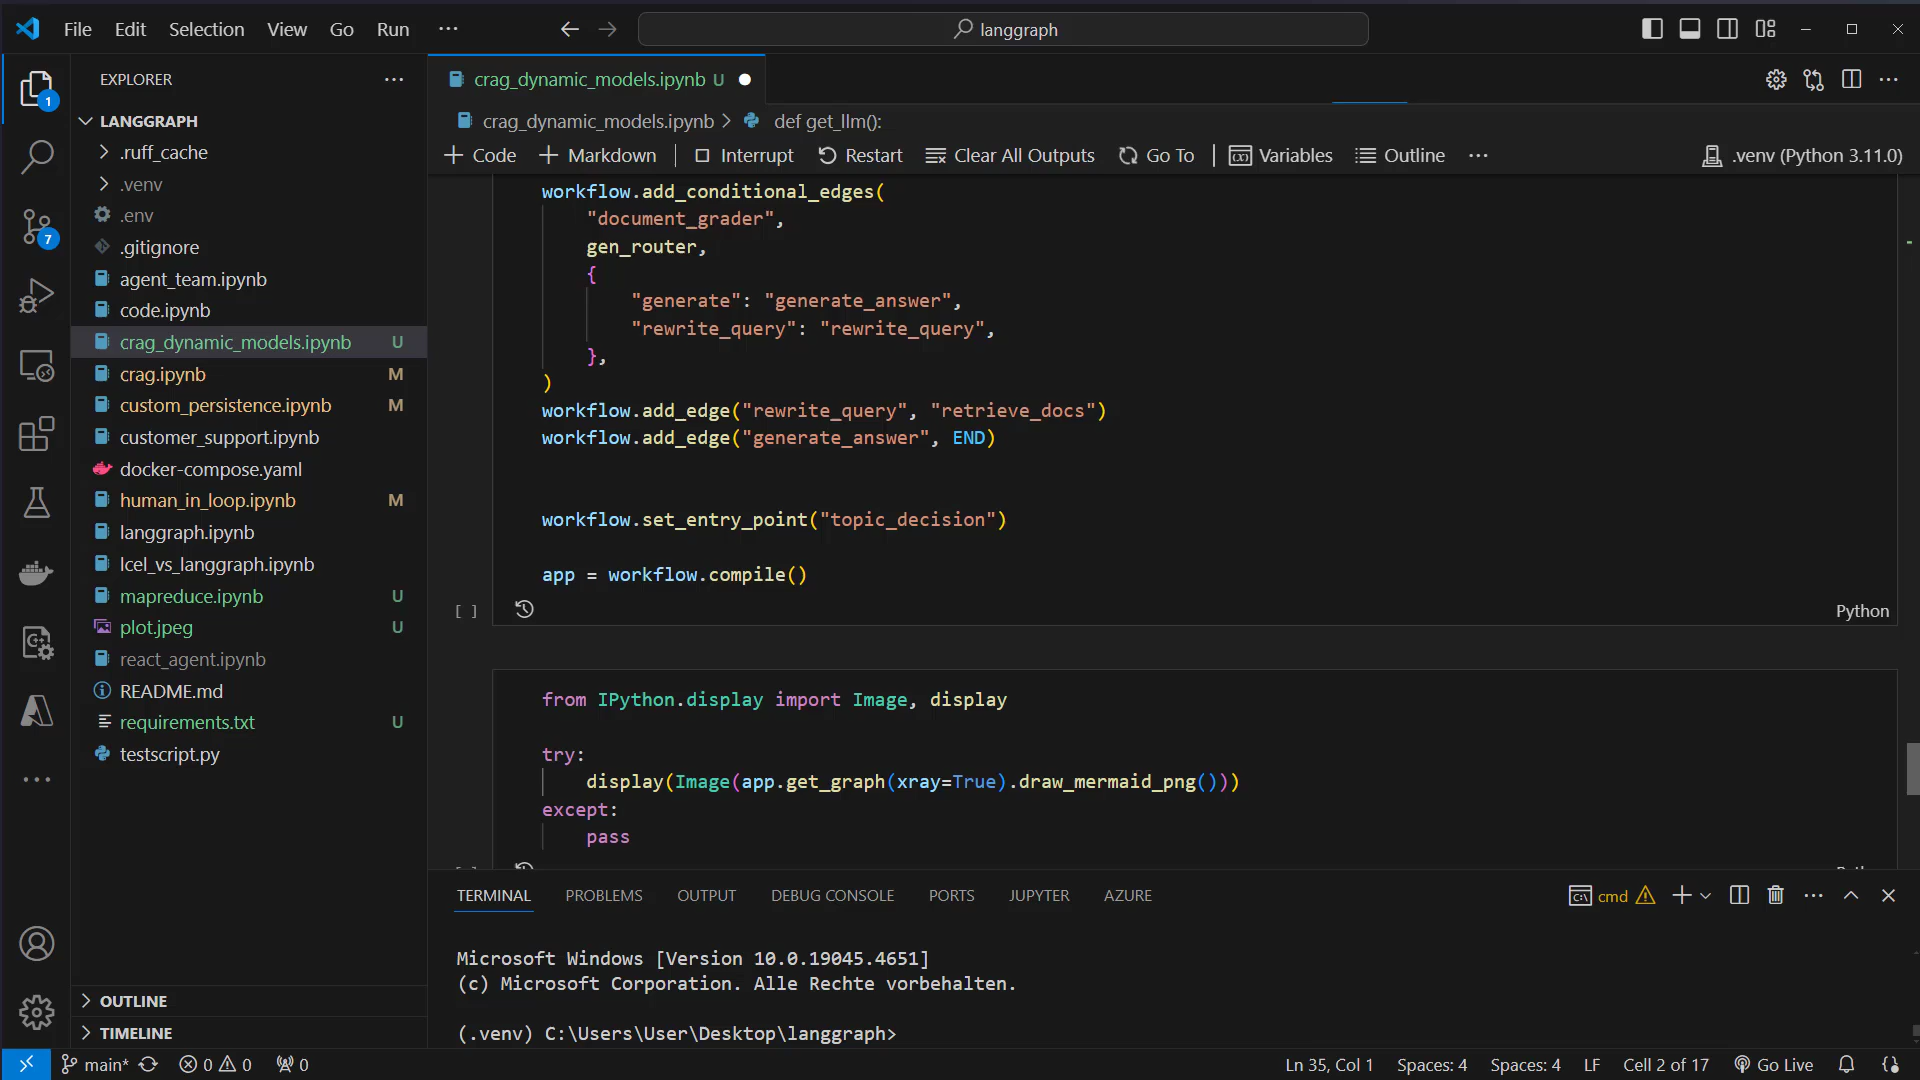 File Edit Selection View Go Run ···
langgraph
EXPLORER
LANGGRAPH
.ruff_cache
.venv
.env
.gitignore
agent_team.ipynb
code.ipynb
crag_dynamic_models.ipynb U
crag.ipynb M
custom_persistence.ipynb M
customer_support.ipynb
docker-compose.yaml
human_in_loop.ipynb M
langgraph.ipynb
lcel_vs_langgraph.ipynb
mapreduce.ipynb U
plot.jpeg U
react_agent.ipynb
README.md
requirements.txt U
testscript.py
OUTLINE
TIMELINE
1
7
crag_dynamic_models.ipynb U
crag_dynamic_models.ipynb > def get_llm():
+ Code + Markdown Interrupt Restart Clear All Outputs Go To Variables Outline ··· .venv (Python 3.11.0)
workflow.add_conditional_edges(
"document_grader",
gen_router,
{
"generate": "generate_answer",
"rewrite_query": "rewrite_query",
},
)
workflow.add_edge("rewrite_query", "retrieve_docs")
workflow.add_edge("generate_answer", END)
workflow.set_entry_point("topic_decision")
app = workflow.compile()
[ ] Python
from IPython.display import Image, display
try:
display(Image(app.get_graph(xray=True).draw_mermaid_png()))
except:
pass
TERMINAL PROBLEMS OUTPUT DEBUG CONSOLE PORTS JUPYTER AZURE
cmd
Microsoft Windows [Version 10.0.19045.4651]
(c) Microsoft Corporation. Alle Rechte vorbehalten.
(.venv) C:\Users\User\Desktop\langgraph>
main* 0 0 0
Ln 35, Col 1 Spaces: 4 Spaces: 4 LF Cell 2 of 17 Go Live